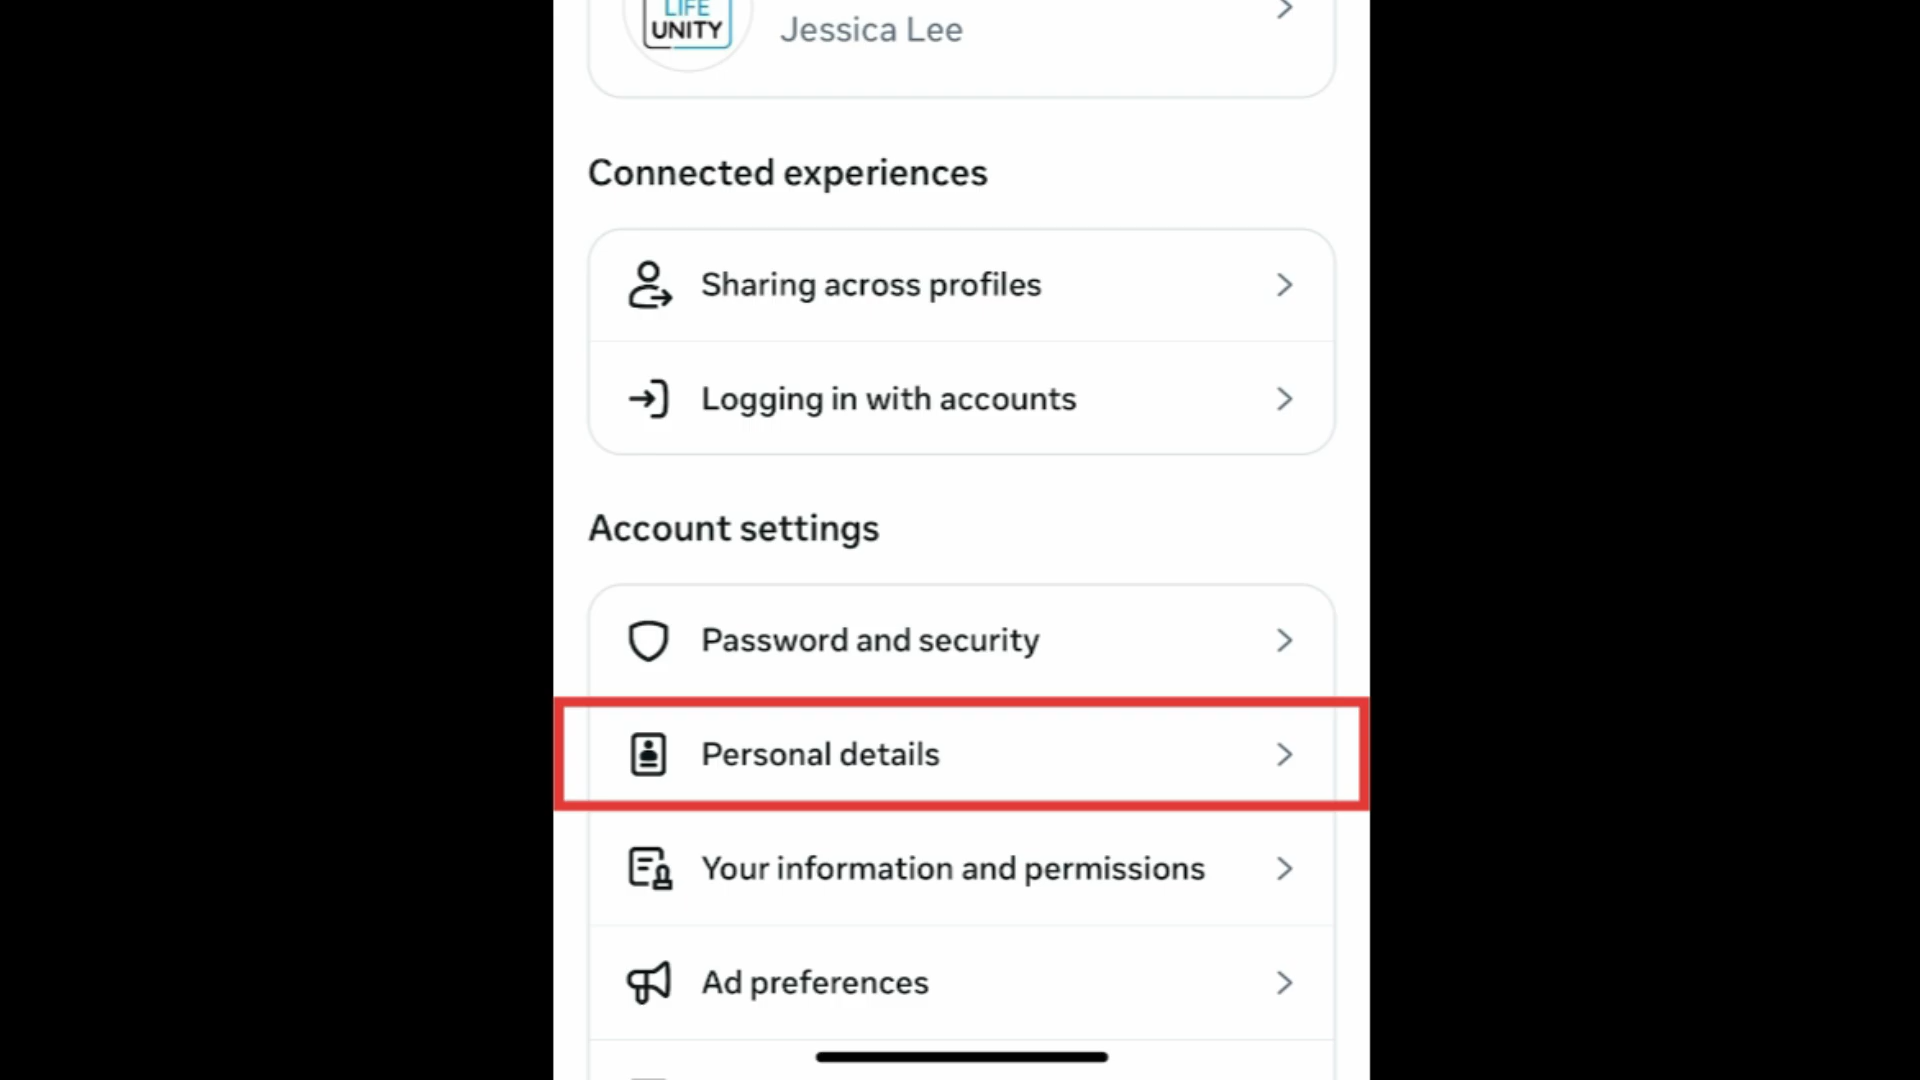 LIFE
UNITY
Jessica Lee
Connected experiences
Sharing across profiles
Logging in with accounts
Account settings
Password and security
Personal details
Your information and permissions
Ad preferences